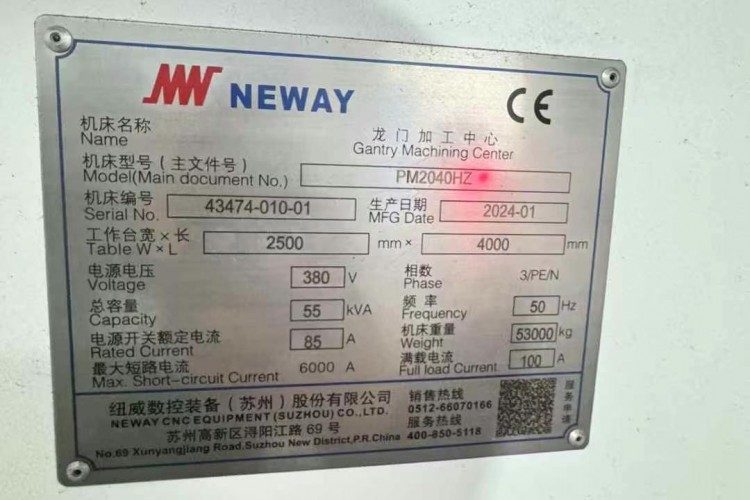 NEWAY CE
机床名称 龙门加工中心
Name Gantry Machining Center
机床型号(主文件号)
Model(Main document No.) PM2040HZ
机床编号 生产日期
Serial No. 43474-010-01 MFG Date 2024-01
工作台宽×长
Table W×L 2500 mm× 4000 mm
电源电压 相数
Voltage 380 V Phase 3/PE/N
总容量 频率
Capacity 55 kVA Frequency 50 Hz
电源开关额定电流 机床重量
Rated Current 85 A Weight 53000 kg
最大短路电流 满载电流
Max. Short-circuit Current 6000 A Full load Current 100 A
纽威数控装备(苏州)股份有限公司 销售热线
NEWAY CNC EQUIPMENT (SUZHOU) CO.,LTD. 0512-66070166
苏州高新区浔阳江路 69 号 服务热线
No.69 Xunyangjiang Road,Suzhou New District,P.R.China 400-850-5118
服务申请